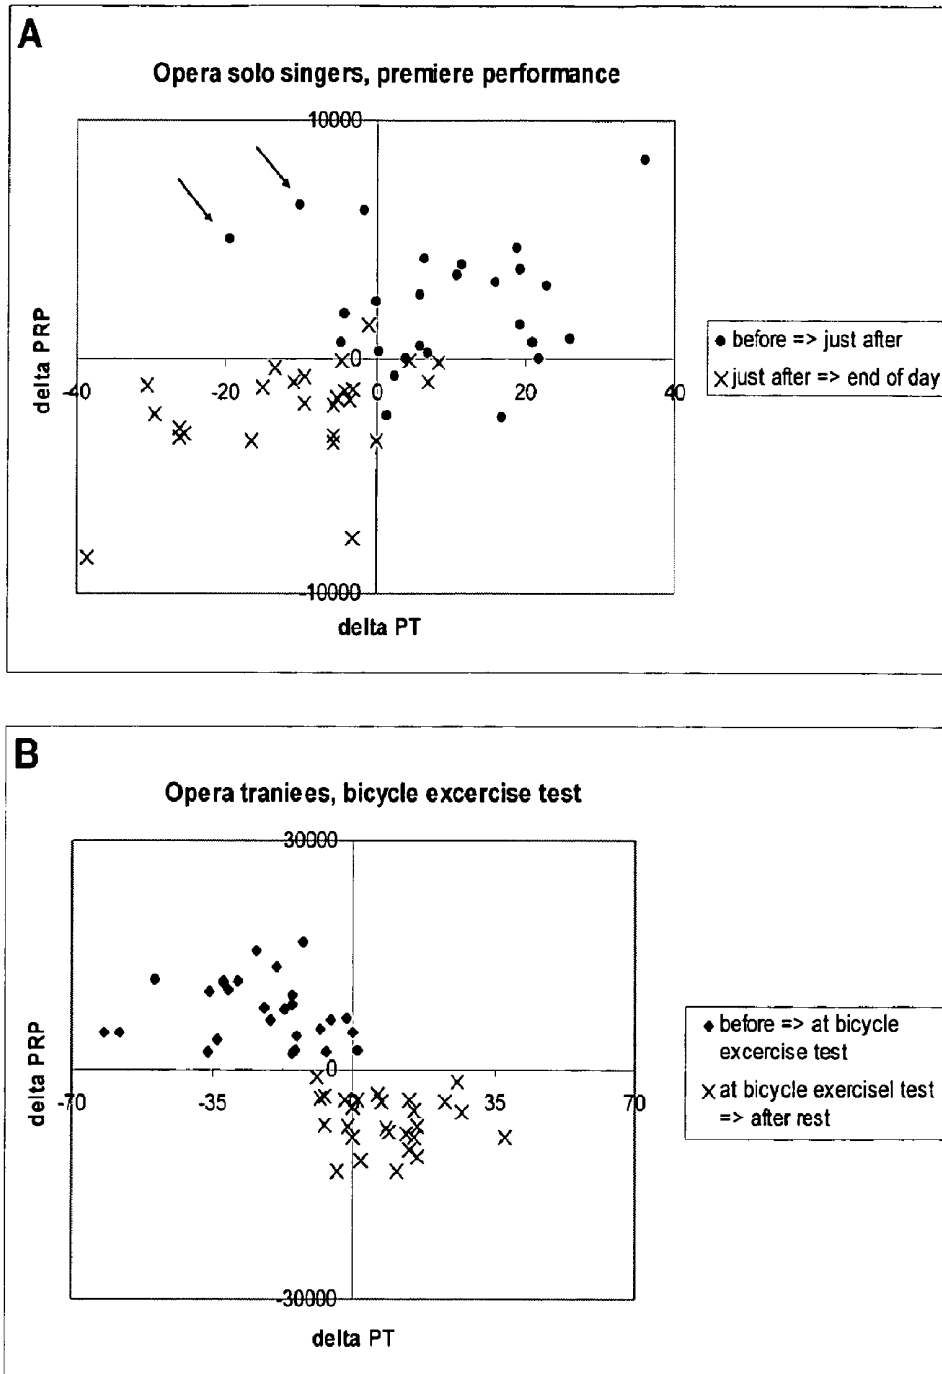 A
Opera solo singers, premiere performance
10000
delta PRP
0
-40
-20
0
20
40
-10000
delta PT
before => just after
just after => end of day
B
Opera traniees, bicycle excercise test
30000
delta PRP
0
-70
-35
0
35
70
-30000
delta PT
before => at bicycle
excercise test
at bicycle exercisel test
=> after rest